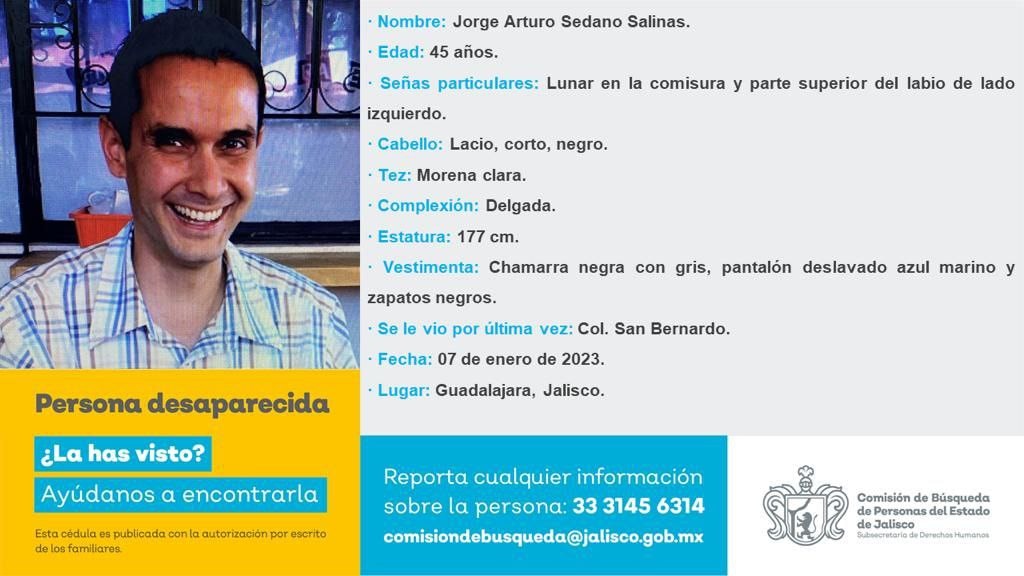 · Nombre: Jorge Arturo Sedano Salinas.
· Edad: 45 años.
· Señas particulares: Lunar en la comisura y parte superior del labio de lado
izquierdo.
· Cabello: Lacio, corto, negro.
· Tez: Morena clara.
· Complexión: Delgada.
· Estatura: 177 cm.
· Vestimenta: Chamarra negra con gris, pantalón deslavado azul marino y
zapatos negros.
· Se le vio por última vez: Col. San Bernardo.
· Fecha: 07 de enero de 2023.
· Lugar: Guadalajara, Jalisco.
Persona desaparecida
¿La has visto?
Ayúdanos a encontrarla
Esta cédula es publicada con la autorización por escrito
de los familiares.
Reporta cualquier información
sobre la persona: 33 3145 6314
comisiondebusqueda@jalisco.gob.mx
Comisión de Búsqueda
de Personas del Estado
de Jalisco
Subsecretaría de Derechos Humanos